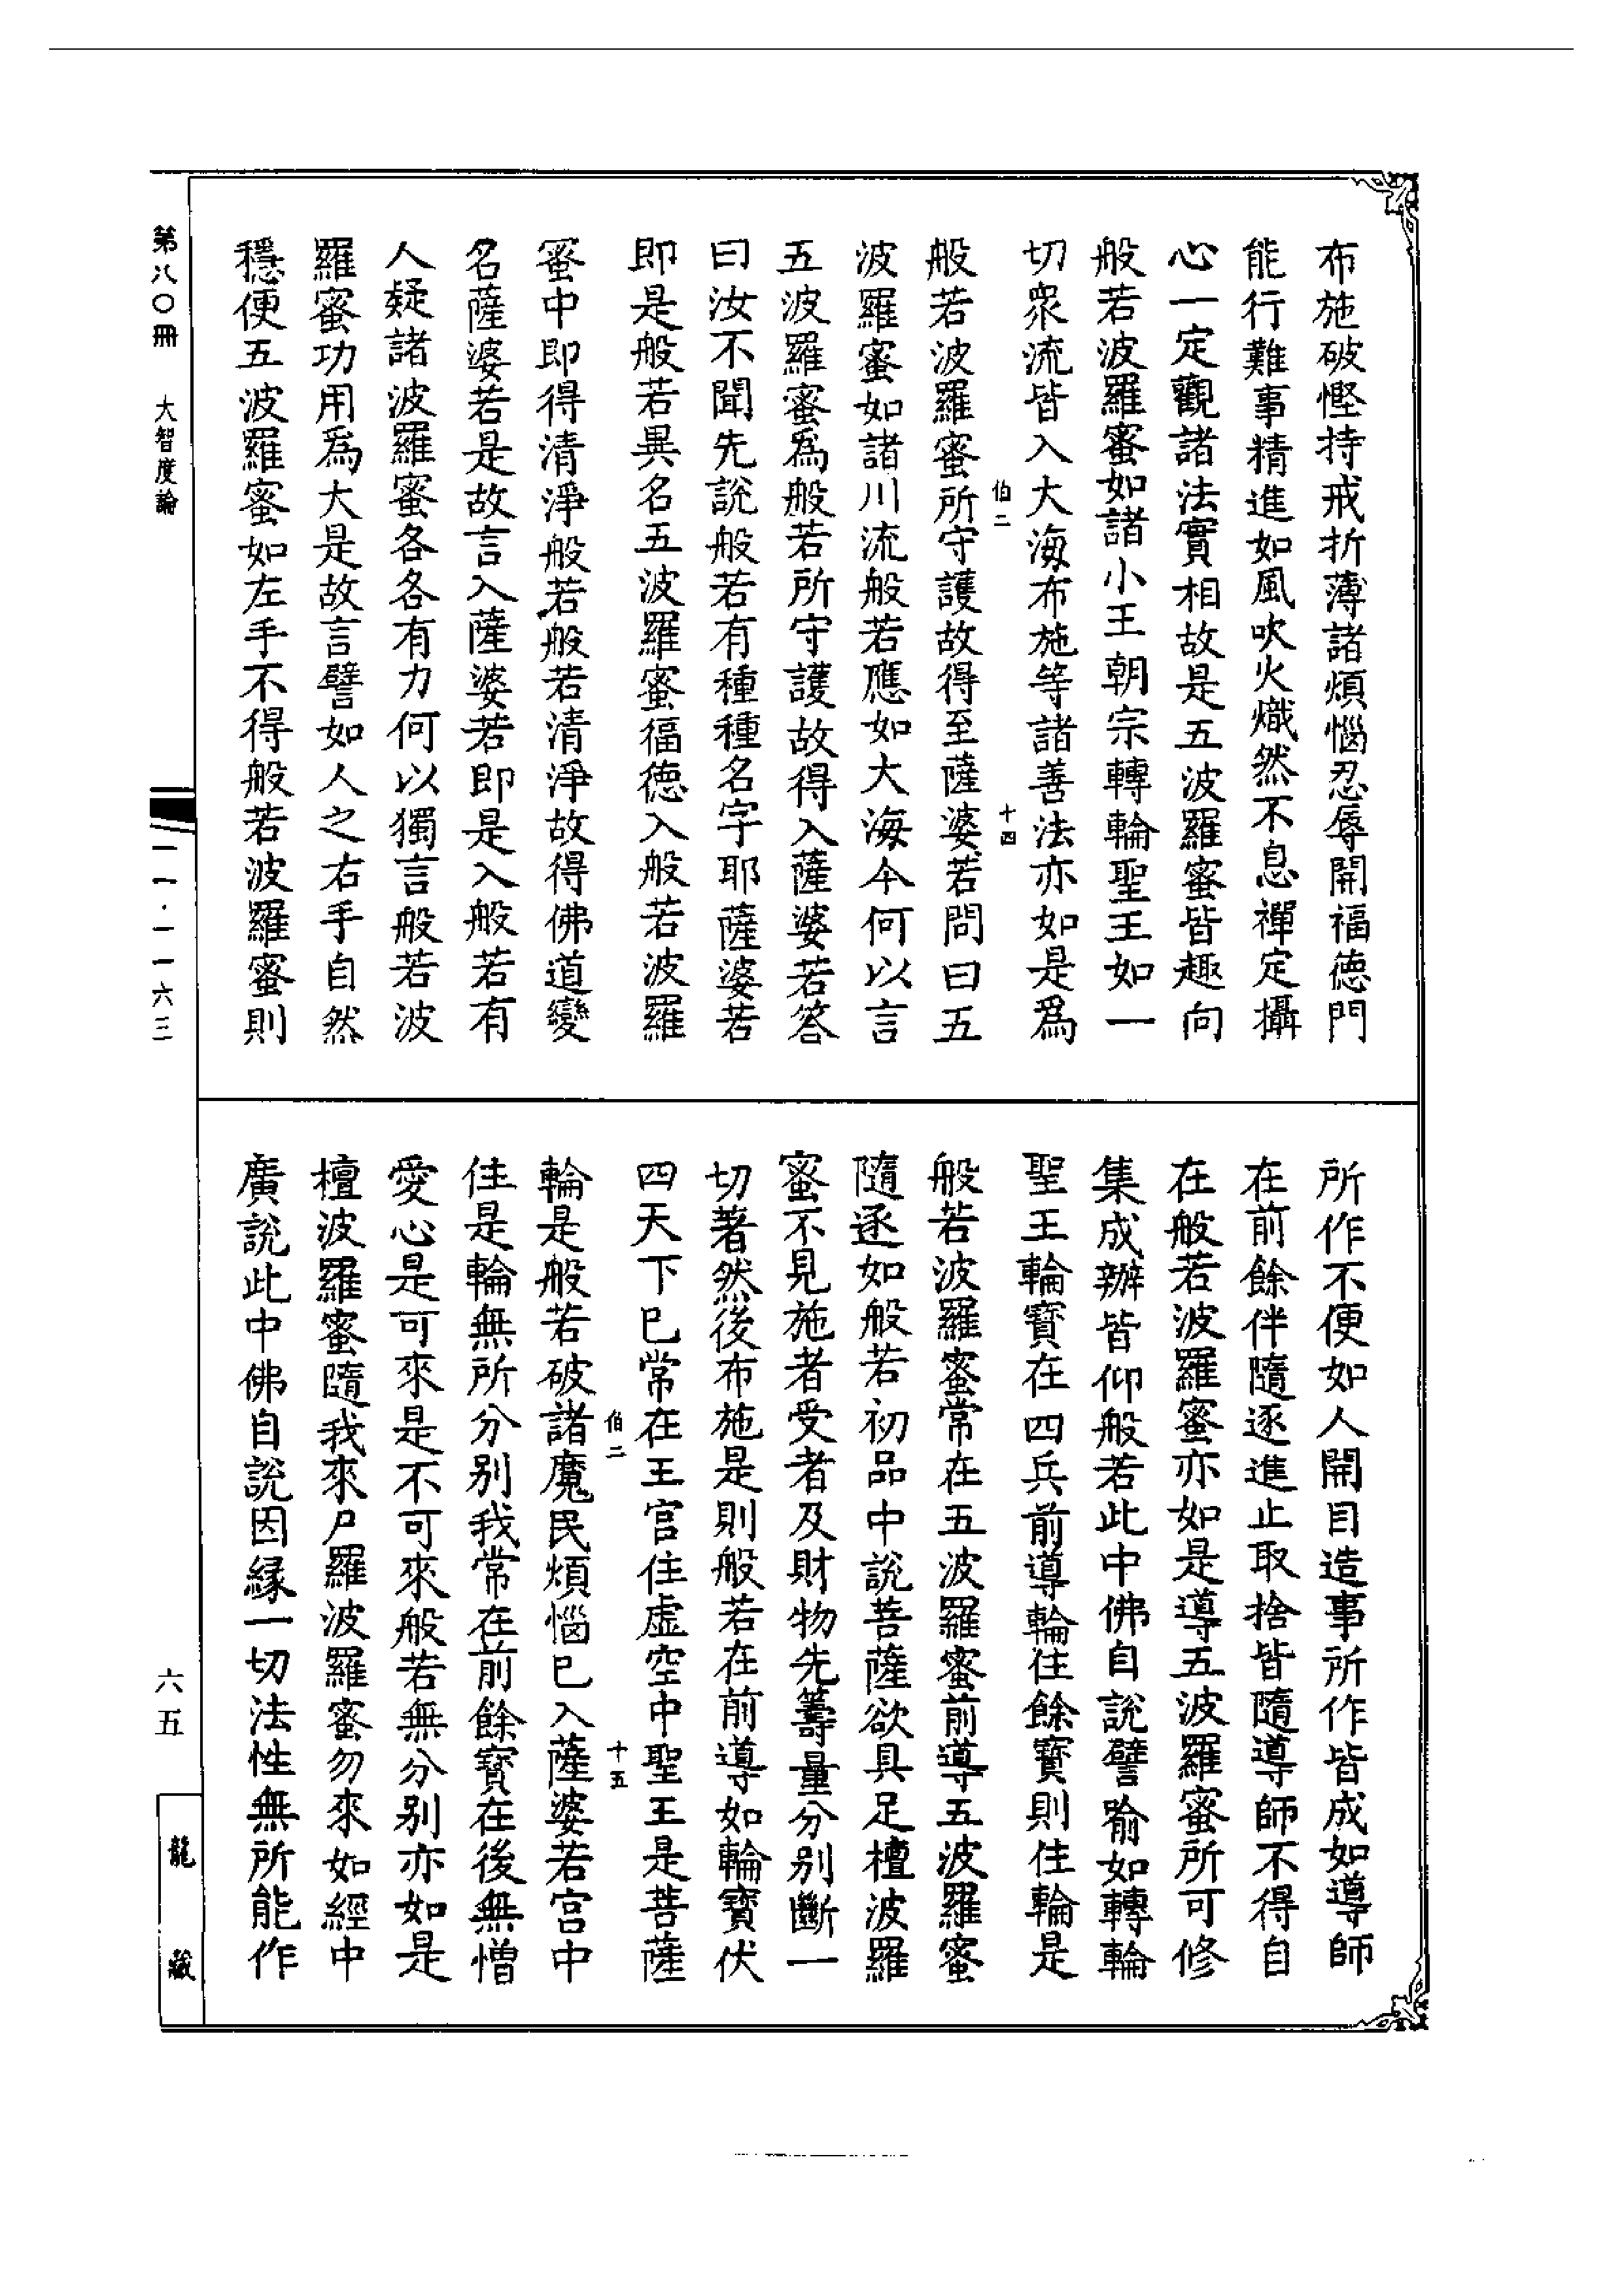 布施破慳持戒折薄諸煩惱忍辱開福德門
能行難事精進如風吹火熾然不息禪定攝
心一定觀諸法實相故是五波羅蜜皆趣向
般若波羅蜜如諸小王朝宗轉輪聖王如一
切衆流皆入大海布施等諸善法亦如是爲
伯二
十四
般若波羅蜜所守護故得至薩婆若問曰五
波羅蜜如諸川流般若應如大海今何以言
五波羅蜜爲般若所守護故得入薩婆若答
曰汝不聞先說般若有種種名字耶薩婆若
即是般若異名五波羅蜜福德入般若波羅
蜜中即得清淨般若般若清淨故得佛道變
名薩婆若是故言入薩婆若即是入般若有
人疑諸波羅蜜各各有力何以獨言般若波
羅蜜功用爲大是故言譬如人之右手自然
穩便五波羅蜜如左手不得般若波羅蜜則
所作不便如人開目造事所作皆成如導師
在前餘伴隨逐進止取捨皆隨導師不得自
在般若波羅蜜亦如是導五波羅蜜所可修
集成辦皆仰般若此中佛自說譬喻如轉輪
聖王輪寶在四兵前導輪住餘寶則住輪是
般若波羅蜜常在五波羅蜜前導五波羅蜜
隨逐如般若初品中說菩薩欲具足檀波羅
蜜不見施者受者及財物先籌量分別斷一
切著然後布施是則般若在前導如輪寶伏
四天下已常在王宮住虛空中聖王是菩薩
伯二
十五
輪是般若破諸魔民煩惱已入薩婆若宮中
住是輪無所分別我常在前餘寶在後無憎
愛心是可來是不可來般若無分別亦如是
檀波羅蜜隨我來尸羅波羅蜜勿來如經中
廣說此中佛自說因緣一切法性無所能作
第八〇冊 大智度論
一一·一一六三
六五
龍藏